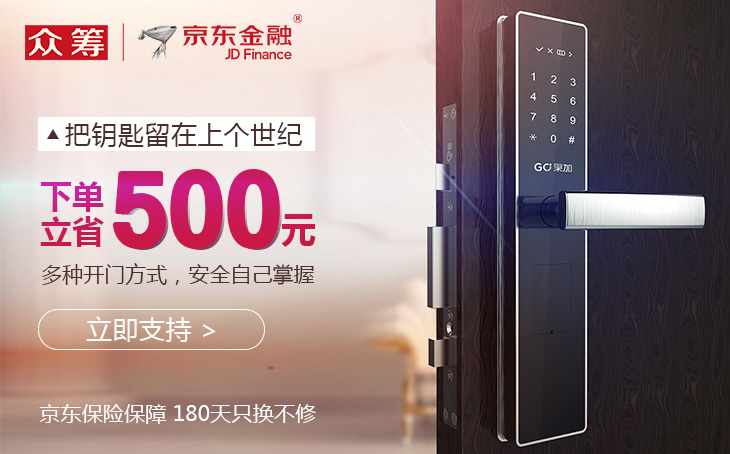 众筹
京东金融®
JD Finance
▲把钥匙留在上个世纪
下单
立省500元
多种开门方式，安全自己掌握
立即支持 >
京东保险保障 180天只换不修
1 2 3
4 5 6
7 8 9
* 0 #
GO+果加